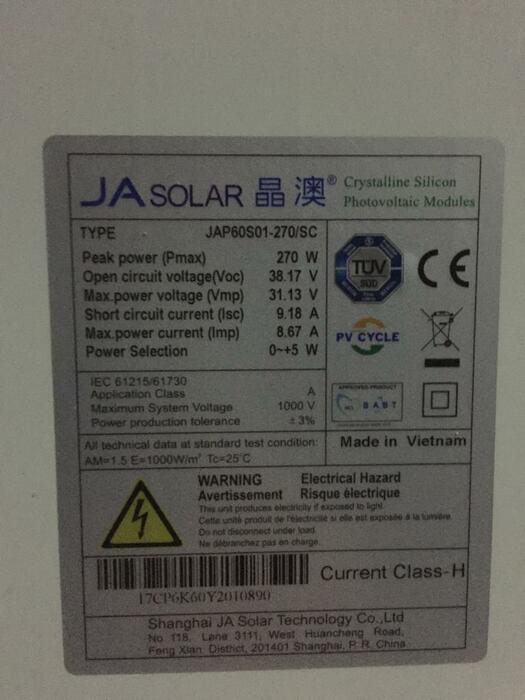 JA SOLAR 晶澳® Crystalline Silicon
Photovoltaic Modules
TYPE JAP60S01-270/SC
Peak power (Pmax) 270 W
Open circuit voltage(Voc) 38.17 V
Max.power voltage (Vmp) 31.13 V
Short circuit current (Isc) 9.18 A
Max.power current (Imp) 8.67 A
Power Selection 0~+5 W
TÜV
SÜD
CE
PV CYCLE
IEC 61215/61730
Application Class A
Maximum System Voltage 1000 V
Power production tolerance ±3%
APPROVED PRODUCT
BABT
All technical data at standard test condition:
AM=1.5 E=1000W/m² Tc=25°C
Made in Vietnam
WARNING Electrical Hazard
Avertissement Risque électrique
This unit produces electricity if exposed to light.
Cette unité produit de l'électricité si elle est exposée à la lumière.
Do not disconnect under load.
Ne débranchez pas en charge.
17CP6K60Y2010890
Current Class-H
Shanghai JA Solar Technology Co.,Ltd
No 118, Lane 3111, West Huancheng Road,
Feng Xian District, 201401 Shanghai, P. R. China